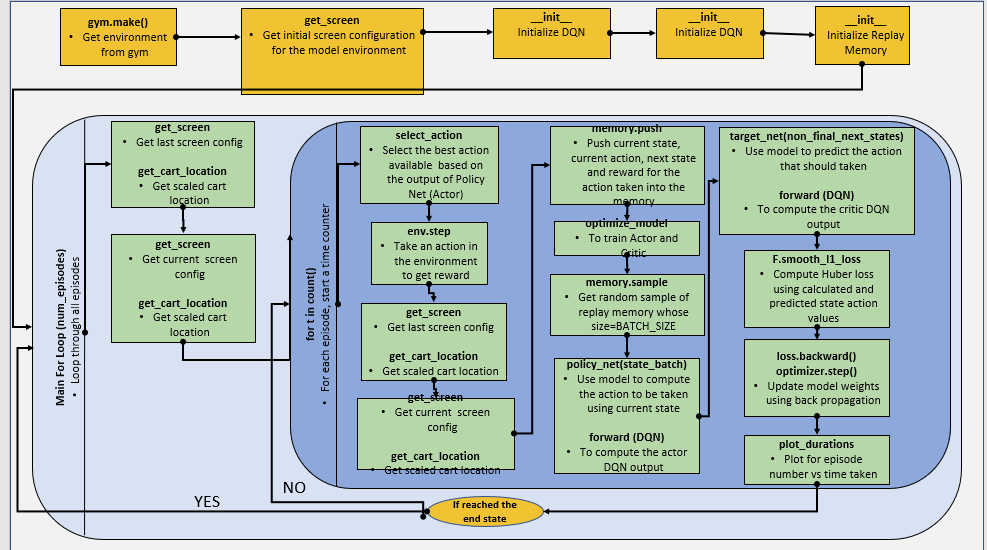 gym.make()
• Get environment
from gym
get_screen
• Get initial screen configuration
for the model environment
__init__
Initialize DQN
__init__
Initialize DQN
__init__
Initialize Replay
Memory
Main For Loop (num_episodes)
• Loop through all episodes
get_screen
• Get last screen config
get_cart_location
• Get scaled cart
location
get_screen
• Get current  screen
config
get_cart_location
• Get scaled cart
location
for t in count()
• For each episode, start a time counter
select_action
• Select the best action
available  based on
the output of Policy
Net (Actor)
env.step
• Take an action in
the environment
to get reward
get_screen
• Get last screen config
get_cart_location
• Get scaled cart location
get_screen
• Get current  screen
config
get_cart_location
• Get scaled cart location
memory.push
• Push current state,
current action, next state
and reward for the
action taken into the
memory
optimize_model
• To train Actor and
Critic
memory.sample
• Get random sample of
replay memory whose
size=BATCH_SIZE
policy_net(state_batch)
• Use model to compute
the action to be taken
using current state
forward (DQN)
• To compute the actor
DQN output
target_net(non_final_next_states)
• Use model to predict the action
that should taken
forward (DQN)
• To compute the critic DQN
output
F.smooth_l1_loss
• Compute Huber loss
using calculated and
predicted state action
values
loss.backward()
optimizer.step()
• Update model weights
using back propagation
plot_durations
• Plot for episode
number vs time taken
If reached the
end state
NO
YES